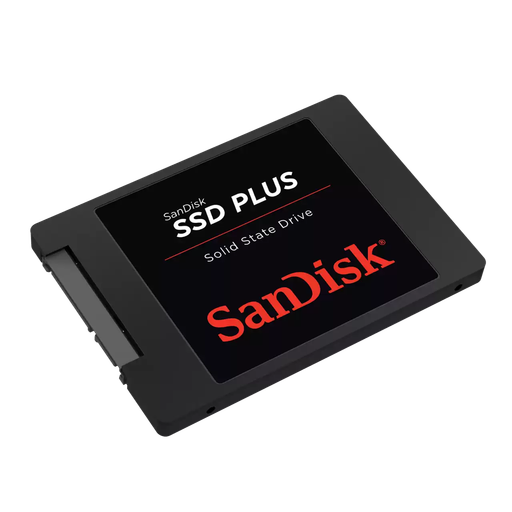 SanDisk
SSD PLUS
Solid State Drive
SanDisk®